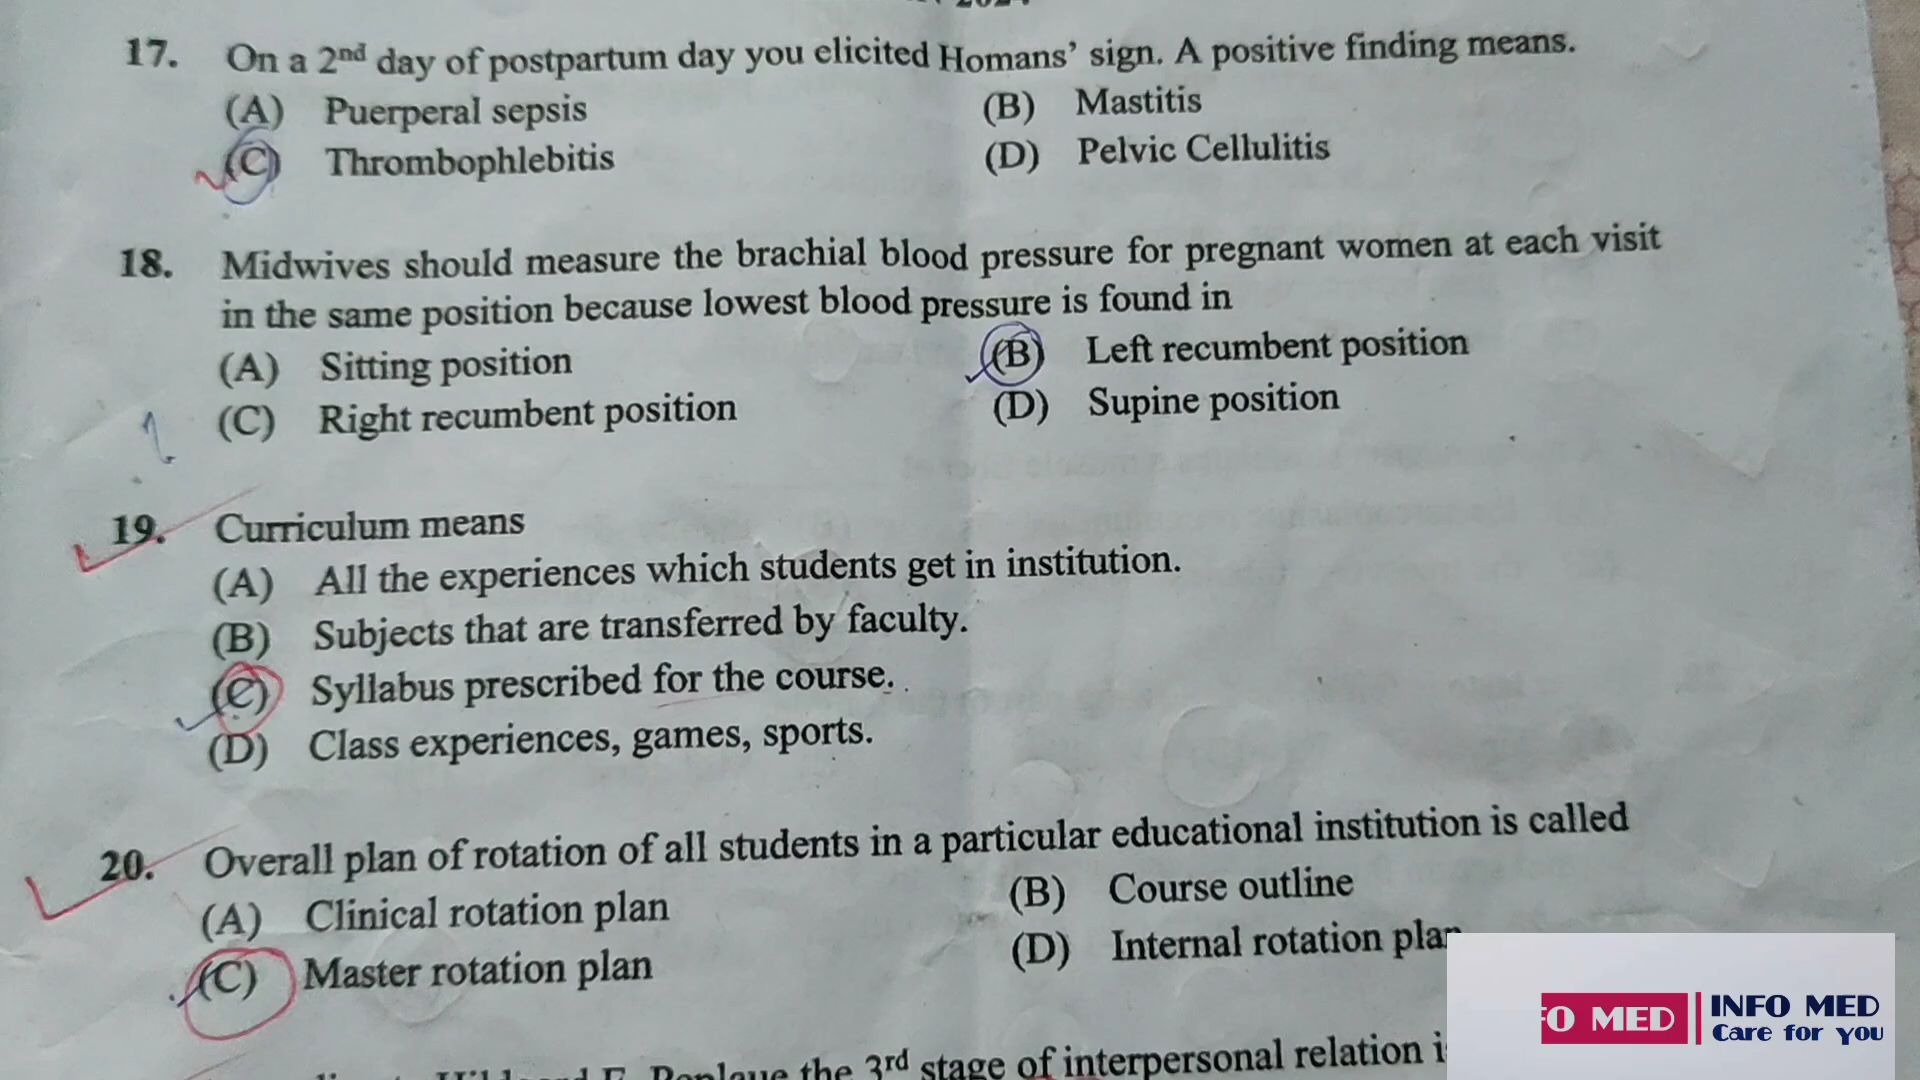 2024
17. On a 2nd day of postpartum day you elicited Homans' sign. A positive finding means.
(A) Puerperal sepsis (B) Mastitis
(C) Thrombophlebitis (D) Pelvic Cellulitis
18. Midwives should measure the brachial blood pressure for pregnant women at each visit
in the same position because lowest blood pressure is found in
(A) Sitting position (B) Left recumbent position
(C) Right recumbent position (D) Supine position
19. Curriculum means
(A) All the experiences which students get in institution.
(B) Subjects that are transferred by faculty.
(C) Syllabus prescribed for the course.
(D) Class experiences, games, sports.
20. Overall plan of rotation of all students in a particular educational institution is called
(A) Clinical rotation plan (B) Course outline
(C) Master rotation plan (D) Internal rotation plan
the 3rd stage of interpersonal relation
FO MED INFO MED
Care for you